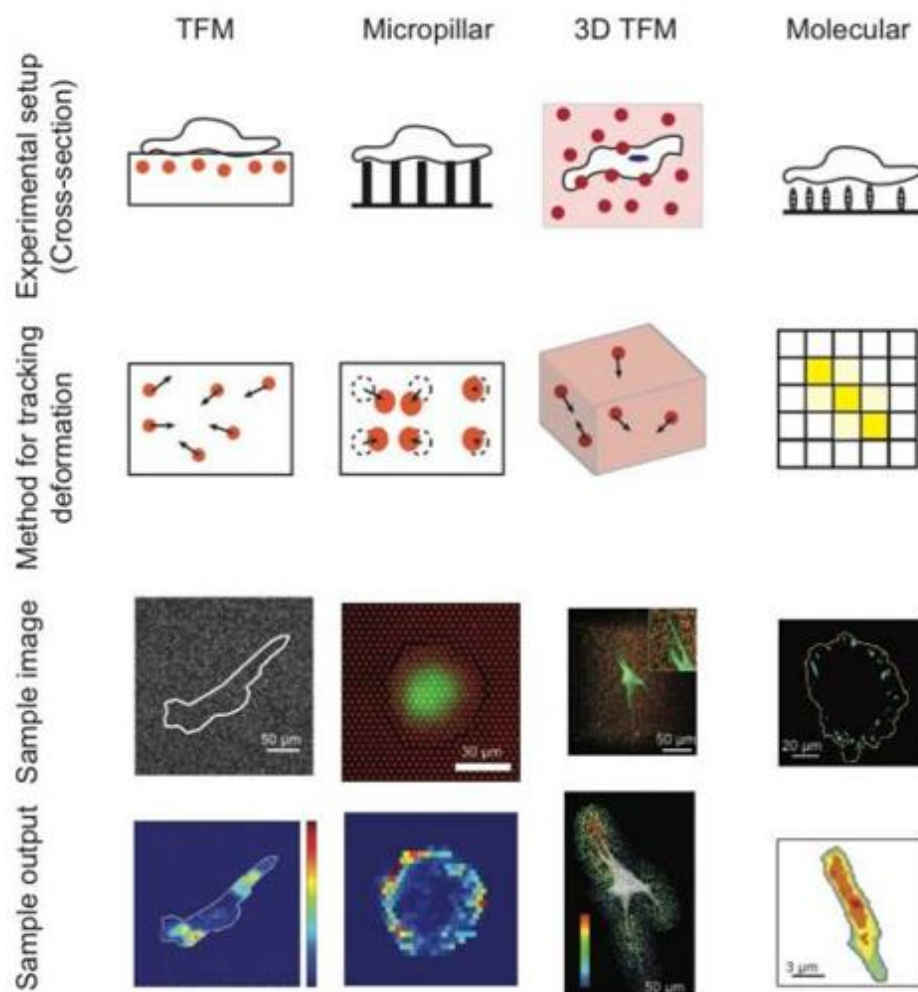 TFM
Micropillar
3D TFM
Molecular
Experimental setup
(Cross-section)
Method for tracking
deformation
Sample image
50 µm
30 µm
50 µm
20 µm
Sample output
50 µm
3 µm